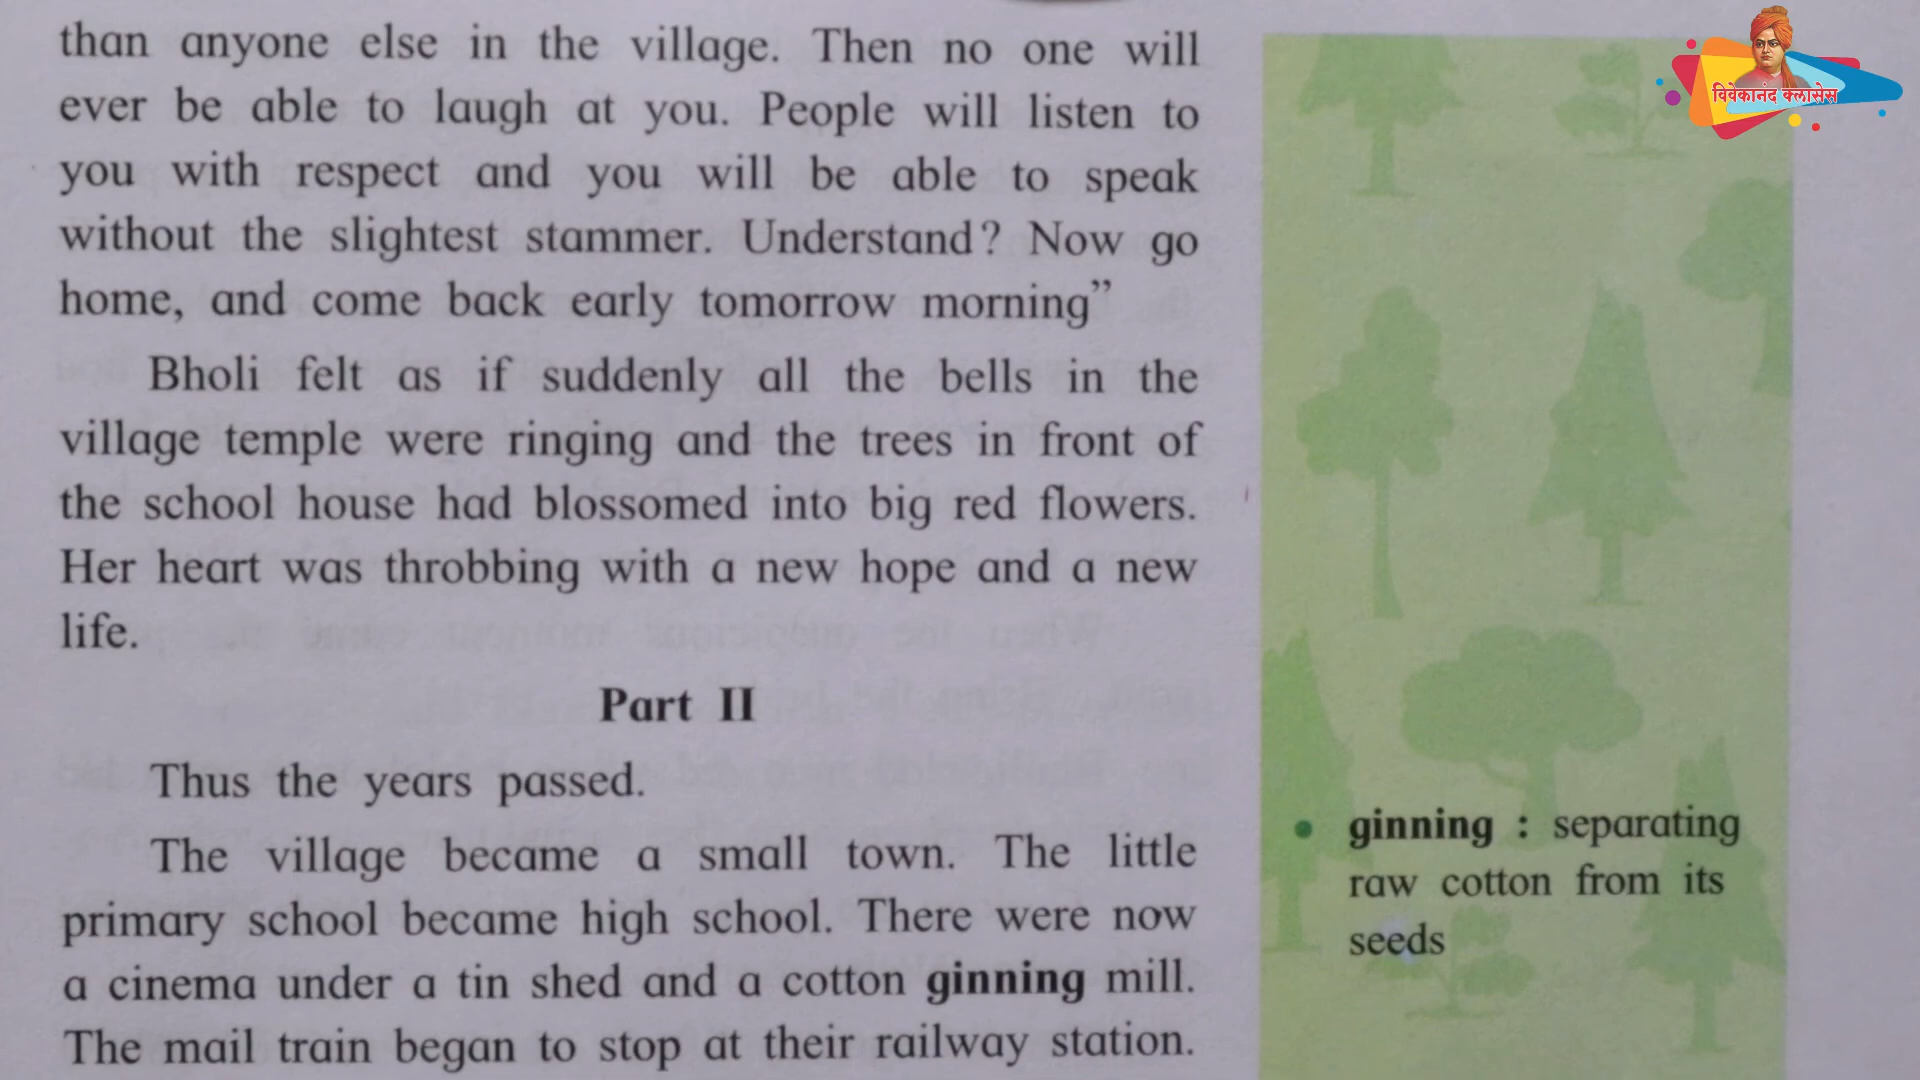 than anyone else in the village. Then no one will
ever be able to laugh at you. People will listen to
you with respect and you will be able to speak
without the slightest stammer. Understand? Now go
home, and come back early tomorrow morning”
Bholi felt as if suddenly all the bells in the
village temple were ringing and the trees in front of
the school house had blossomed into big red flowers.
Her heart was throbbing with a new hope and a new
life.
Part II
Thus the years passed.
The village became a small town. The little
primary school became high school. There were now
a cinema under a tin shed and a cotton ginning mill.
The mail train began to stop at their railway station.
• ginning : separating
raw cotton from its
seeds
विवेकानंद क्लासेस